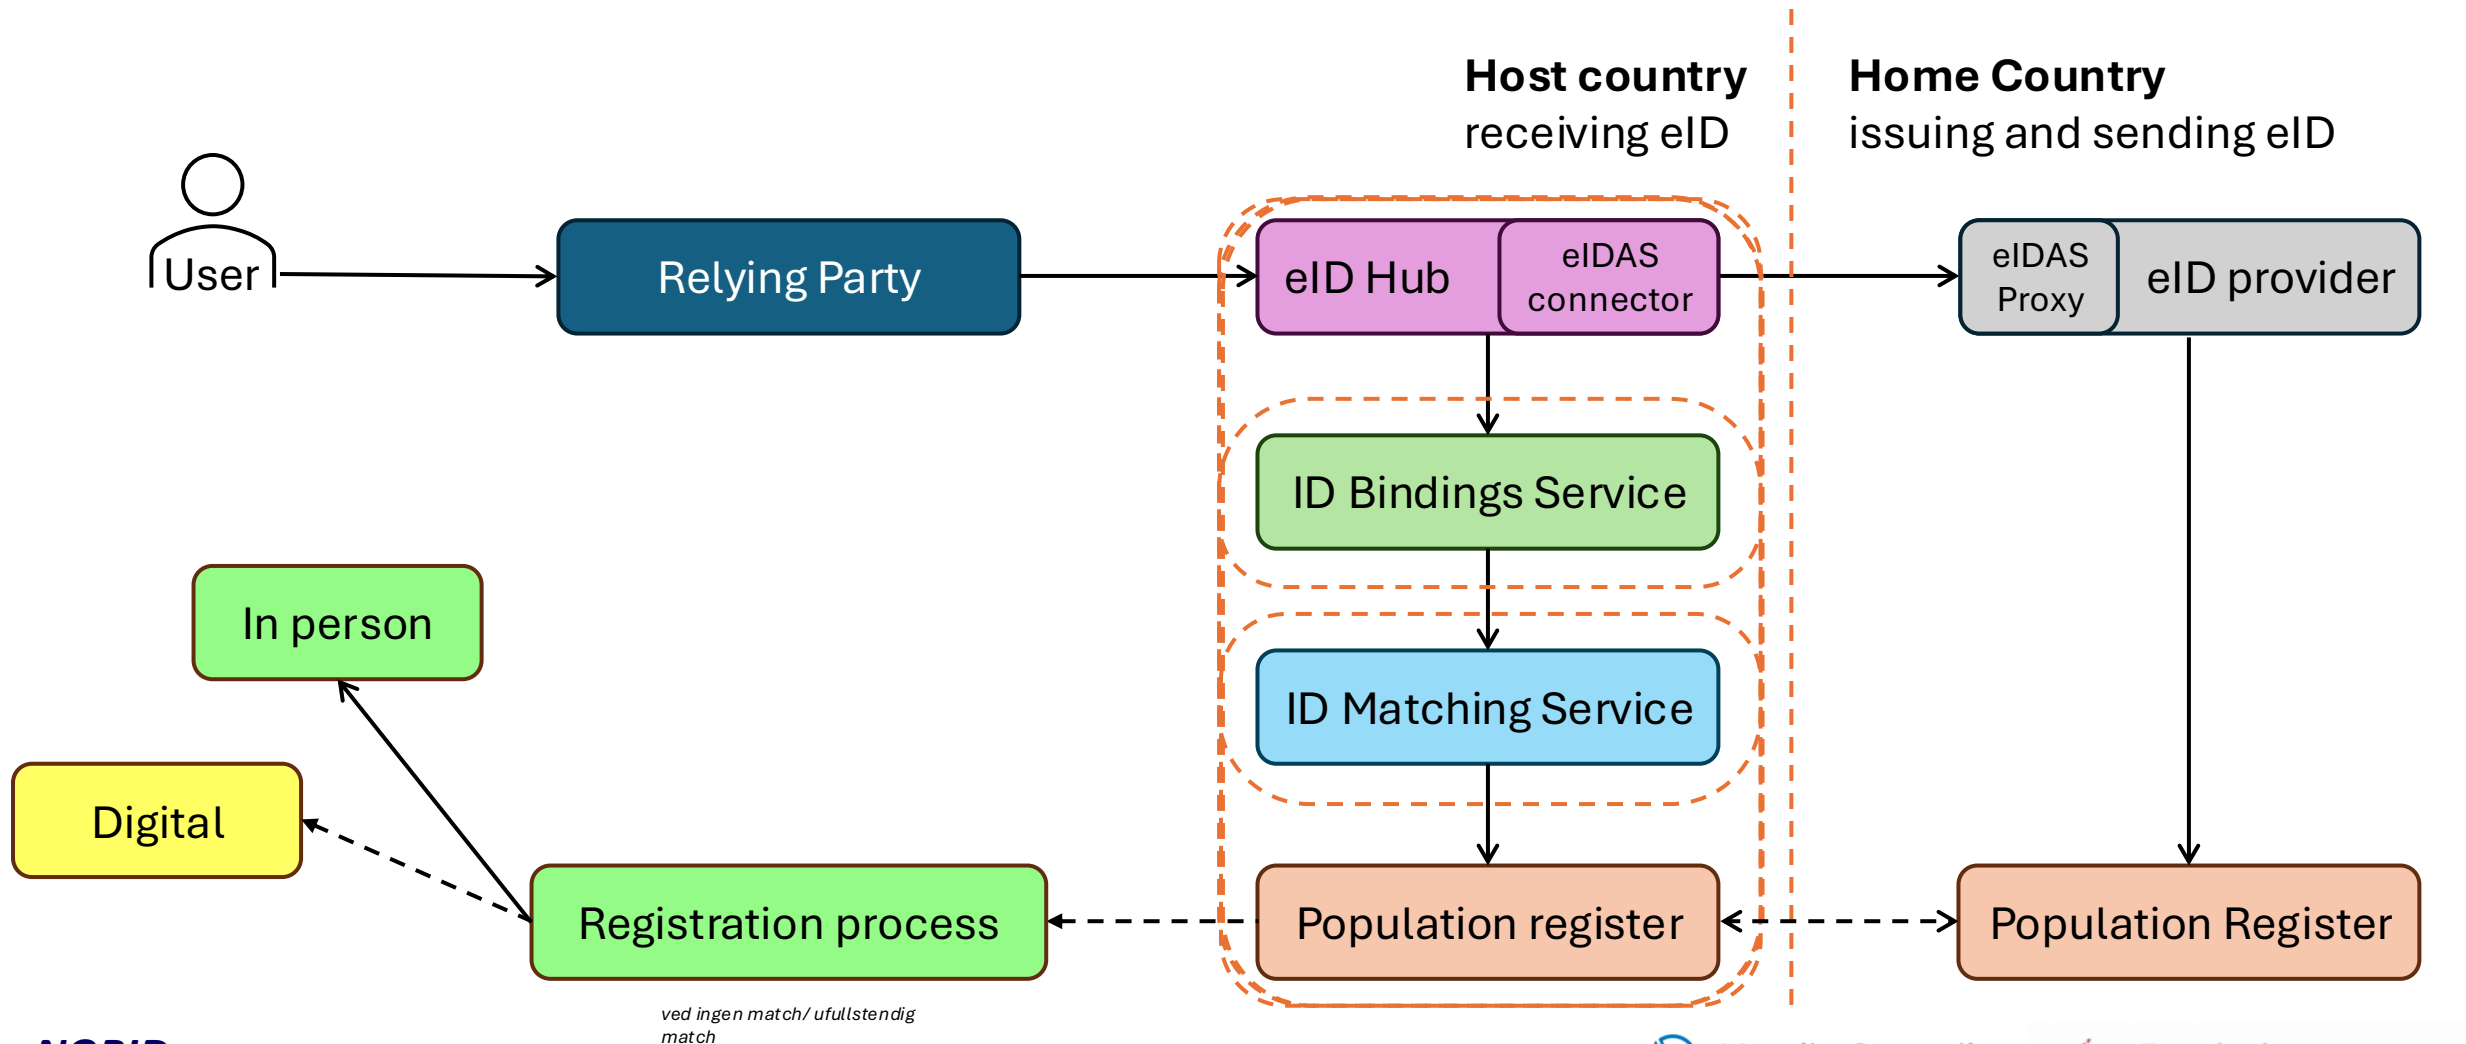 Host country
receiving eID
Home Country
issuing and sending eID
User
Relying Party
eID Hub
eIDAS
connector
eIDAS
Proxy
eID provider
ID Bindings Service
In person
ID Matching Service
Digital
Registration process
Population register
Population Register
ved ingen match/ ufullstendig
match